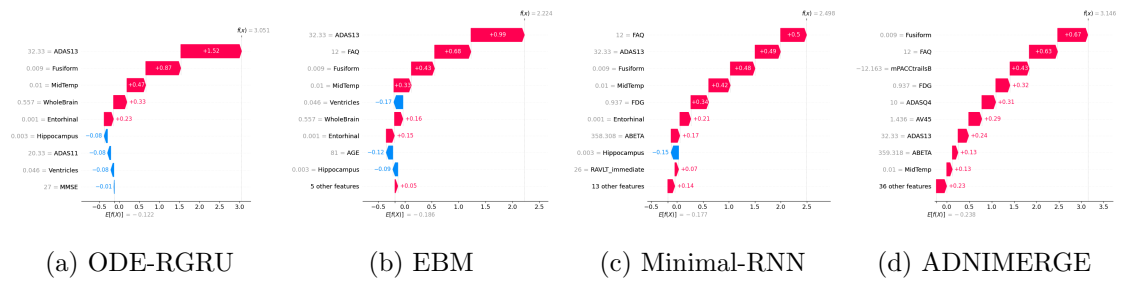 f(x) = 3.051
32.33 = ADAS13 +1.52
0.009 = Fusiform +0.87
0.01 = MidTemp +0.47
0.557 = WholeBrain +0.33
0.001 = Entorhinal +0.23
0.003 = Hippocampus −0.08
20.33 = ADAS11 −0.08
0.046 = Ventricles −0.08
27 = MMSE −0.01
−0.5 0.0 0.5 1.0 1.5 2.0 2.5 3.0
E[f(X)] = −0.122
(a) ODE-RGRU
f(x) = 2.224
32.33 = ADAS13 +0.99
12 = FAQ +0.68
0.009 = Fusiform +0.43
0.01 = MidTemp +0.33
0.046 = Ventricles −0.17
0.557 = WholeBrain +0.16
0.001 = Entorhinal +0.15
81 = AGE −0.12
0.003 = Hippocampus −0.09
5 other features +0.05
−0.5 0.0 0.5 1.0 1.5 2.0 2.5
E[f(X)] = −0.186
(b) EBM
f(x) = 2.498
12 = FAQ +0.5
32.33 = ADAS13 +0.49
0.009 = Fusiform +0.48
0.01 = MidTemp +0.42
0.937 = FDG +0.34
0.001 = Entorhinal +0.21
358.308 = ABETA +0.17
0.003 = Hippocampus −0.15
26 = RAVLT_immediate +0.07
13 other features +0.14
−0.5 0.0 0.5 1.0 1.5 2.0 2.5
E[f(X)] = −0.177
(c) Minimal-RNN
f(x) = 3.146
0.009 = Fusiform +0.67
12 = FAQ +0.63
−12.163 = mPACCtrailsB +0.43
0.937 = FDG +0.32
10 = ADASQ4 +0.31
1.436 = AV45 +0.29
32.33 = ADAS13 +0.24
359.318 = ABETA +0.13
0.01 = MidTemp +0.13
36 other features +0.23
0.0 0.5 1.0 1.5 2.0 2.5 3.0 3.5
E[f(X)] = −0.238
(d) ADNIMERGE